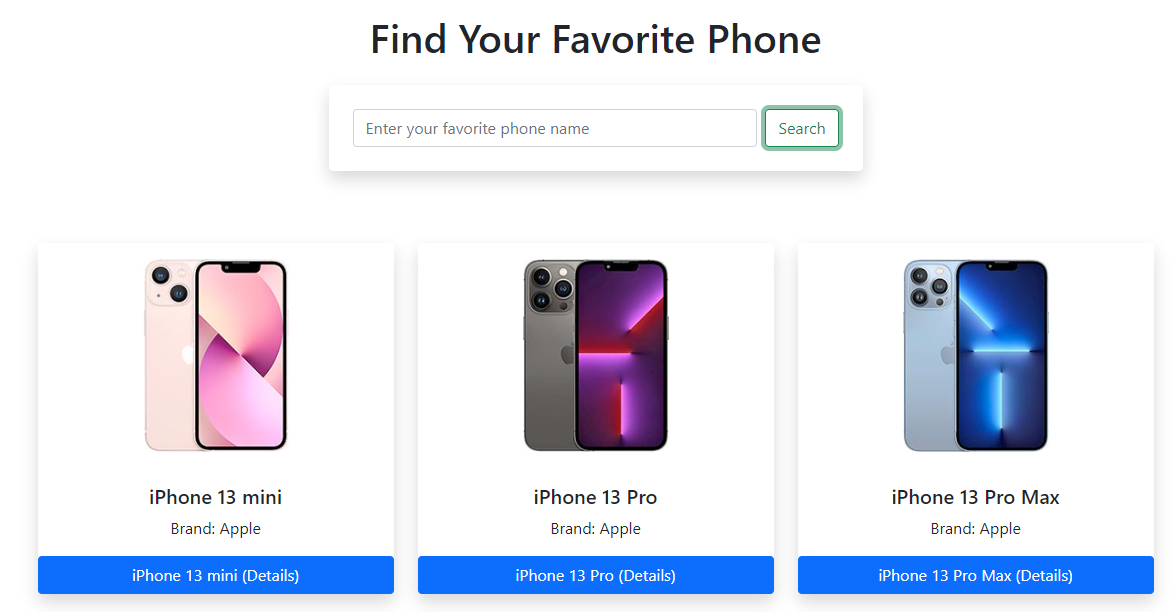 Find Your Favorite Phone
Enter your favorite phone name
Search
iPhone 13 mini
Brand: Apple
iPhone 13 mini (Details)
iPhone 13 Pro
Brand: Apple
iPhone 13 Pro (Details)
iPhone 13 Pro Max
Brand: Apple
iPhone 13 Pro Max (Details)